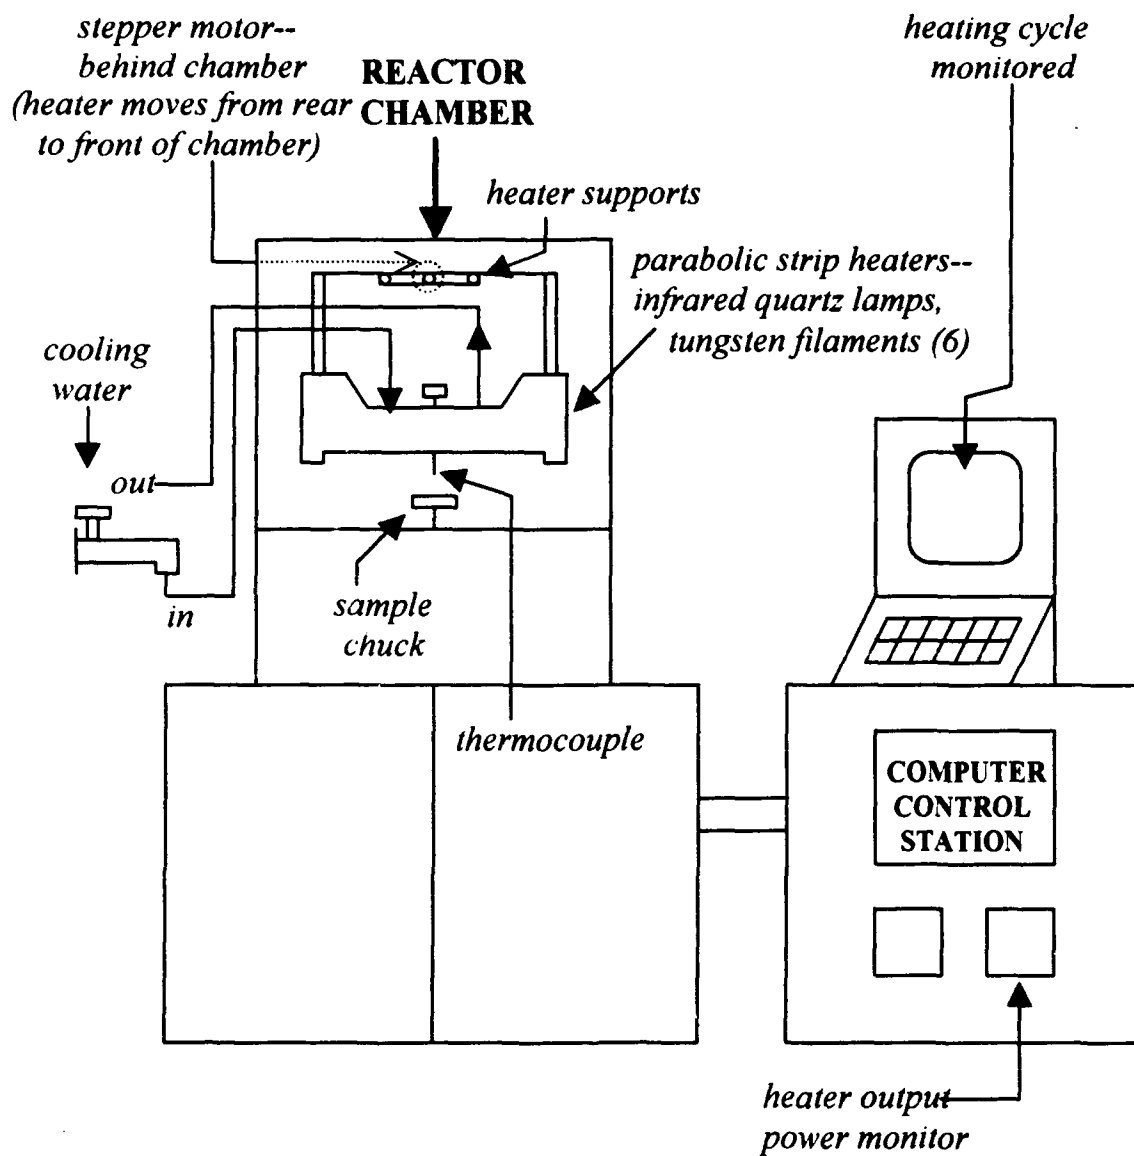 stepper motor--
behind chamber
(heater moves from rear
to front of chamber)
REACTOR
CHAMBER
heating cycle
monitored
heater supports
parabolic strip heaters--
infrared quartz lamps,
tungsten filaments (6)
cooling
water
out
in
sample
chuck
thermocouple
COMPUTER
CONTROL
STATION
heater output
power monitor